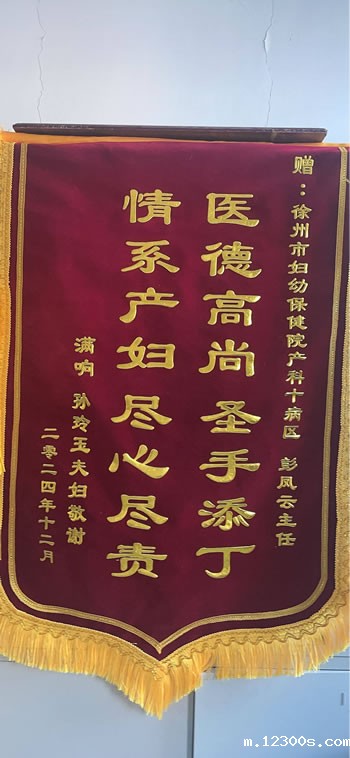 赠：徐州市妇幼保健院产科十病区 彭凤云主任
医德高尚 圣手添丁
情系产妇 尽心尽责
满响 孙玲玉夫妇敬谢
二零二四年十二月
m.12300s.com